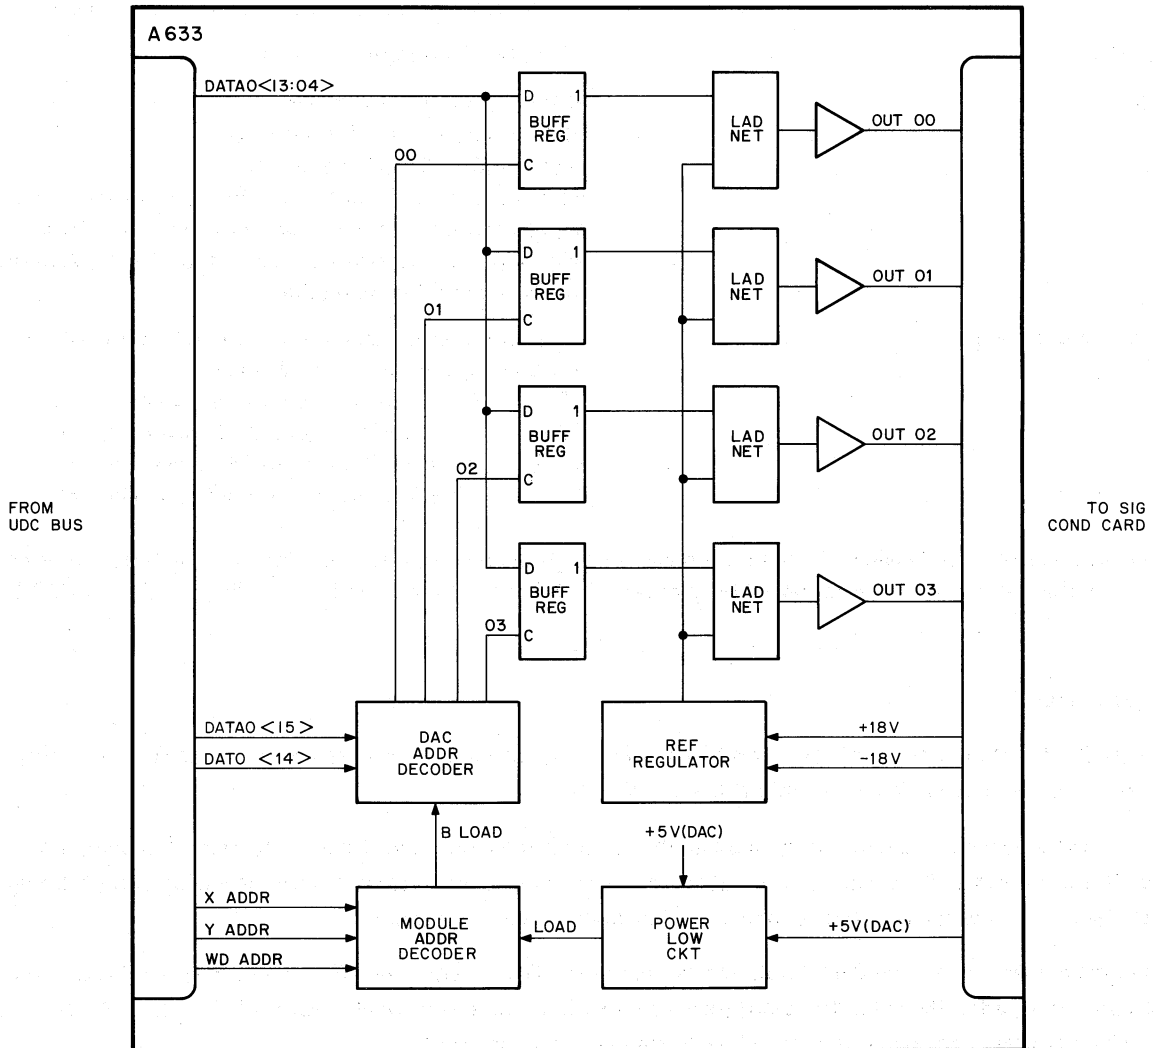 A633
DATAO<13:04>
D 1
BUFF
REG
C
00
LAD
NET
OUT 00
D 1
BUFF
REG
C
01
LAD
NET
OUT 01
D 1
BUFF
REG
C
02
LAD
NET
OUT 02
FROM
UDC BUS
TO SIG
COND CARD
D 1
BUFF
REG
C
03
LAD
NET
OUT 03
DATAO <15>
DATO <14>
DAC
ADDR
DECODER
REF
REGULATOR
+18V
-18V
B LOAD
+5V(DAC)
X ADDR
Y ADDR
WD ADDR
MODULE
ADDR
DECODER
LOAD
POWER
LOW
CKT
+5V(DAC)